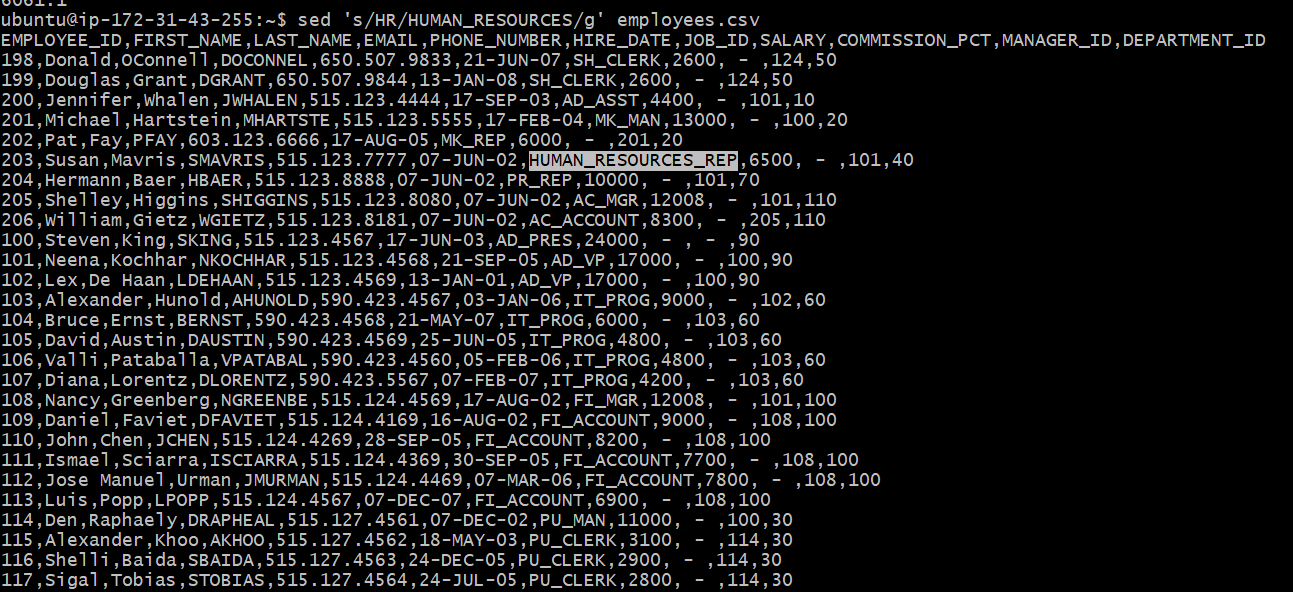 6061.1
ubuntu@ip-172-31-43-255:~$ sed 's/HR/HUMAN_RESOURCES/g' employees.csv
EMPLOYEE_ID,FIRST_NAME,LAST_NAME,EMAIL,PHONE_NUMBER,HIRE_DATE,JOB_ID,SALARY,COMMISSION_PCT,MANAGER_ID,DEPARTMENT_ID
198,Donald,OConnell,DOCONNEL,650.507.9833,21-JUN-07,SH_CLERK,2600, - ,124,50
199,Douglas,Grant,DGRANT,650.507.9844,13-JAN-08,SH_CLERK,2600, - ,124,50
200,Jennifer,Whalen,JWHALEN,515.123.4444,17-SEP-03,AD_ASST,4400, - ,101,10
201,Michael,Hartstein,MHARTSTE,515.123.5555,17-FEB-04,MK_MAN,13000, - ,100,20
202,Pat,Fay,PFAY,603.123.6666,17-AUG-05,MK_REP,6000, - ,201,20
203,Susan,Mavris,SMAVRIS,515.123.7777,07-JUN-02,HUMAN_RESOURCES_REP,6500, - ,101,40
204,Hermann,Baer,HBAER,515.123.8888,07-JUN-02,PR_REP,10000, - ,101,70
205,Shelley,Higgins,SHIGGINS,515.123.8080,07-JUN-02,AC_MGR,12008, - ,101,110
206,William,Gietz,WGIETZ,515.123.8181,07-JUN-02,AC_ACCOUNT,8300, - ,205,110
100,Steven,King,SKING,515.123.4567,17-JUN-03,AD_PRES,24000, - , - ,90
101,Neena,Kochhar,NKOCHHAR,515.123.4568,21-SEP-05,AD_VP,17000, - ,100,90
102,Lex,De Haan,LDEHAAN,515.123.4569,13-JAN-01,AD_VP,17000, - ,100,90
103,Alexander,Hunold,AHUNOLD,590.423.4567,03-JAN-06,IT_PROG,9000, - ,102,60
104,Bruce,Ernst,BERNST,590.423.4568,21-MAY-07,IT_PROG,6000, - ,103,60
105,David,Austin,DAUSTIN,590.423.4569,25-JUN-05,IT_PROG,4800, - ,103,60
106,Valli,Pataballa,VPATABAL,590.423.4560,05-FEB-06,IT_PROG,4800, - ,103,60
107,Diana,Lorentz,DLORENTZ,590.423.5567,07-FEB-07,IT_PROG,4200, - ,103,60
108,Nancy,Greenberg,NGREENBE,515.124.4569,17-AUG-02,FI_MGR,12008, - ,101,100
109,Daniel,Faviet,DFAVIET,515.124.4169,16-AUG-02,FI_ACCOUNT,9000, - ,108,100
110,John,Chen,JCHEN,515.124.4269,28-SEP-05,FI_ACCOUNT,8200, - ,108,100
111,Ismael,Sciarra,ISCIARRA,515.124.4369,30-SEP-05,FI_ACCOUNT,7700, - ,108,100
112,Jose Manuel,Urman,JMURMAN,515.124.4469,07-MAR-06,FI_ACCOUNT,7800, - ,108,100
113,Luis,Popp,LPOPP,515.124.4567,07-DEC-07,FI_ACCOUNT,6900, - ,108,100
114,Den,Raphaely,DRAPHEAL,515.127.4561,07-DEC-02,PU_MAN,11000, - ,100,30
115,Alexander,Khoo,AKHOO,515.127.4562,18-MAY-03,PU_CLERK,3100, - ,114,30
116,Shelli,Baida,SBAIDA,515.127.4563,24-DEC-05,PU_CLERK,2900, - ,114,30
117,Sigal,Tobias,STOBIAS,515.127.4564,24-JUL-05,PU_CLERK,2800, - ,114,30